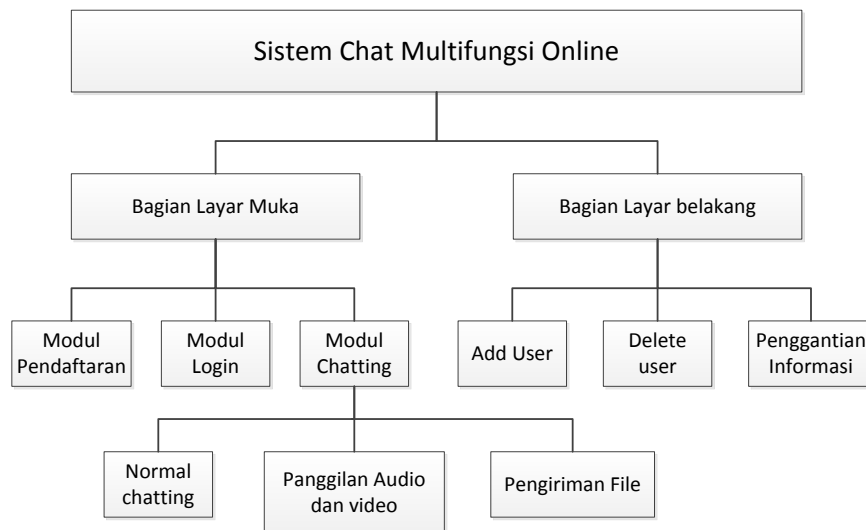 Sistem Chat Multifungsi Online
Bagian Layar Muka
Bagian Layar belakang
Modul
Pendaftaran
Modul
Login
Modul
Chatting
Add User
Delete
user
Penggantian
Informasi
Normal
chatting
Panggilan Audio
dan video
Pengiriman File